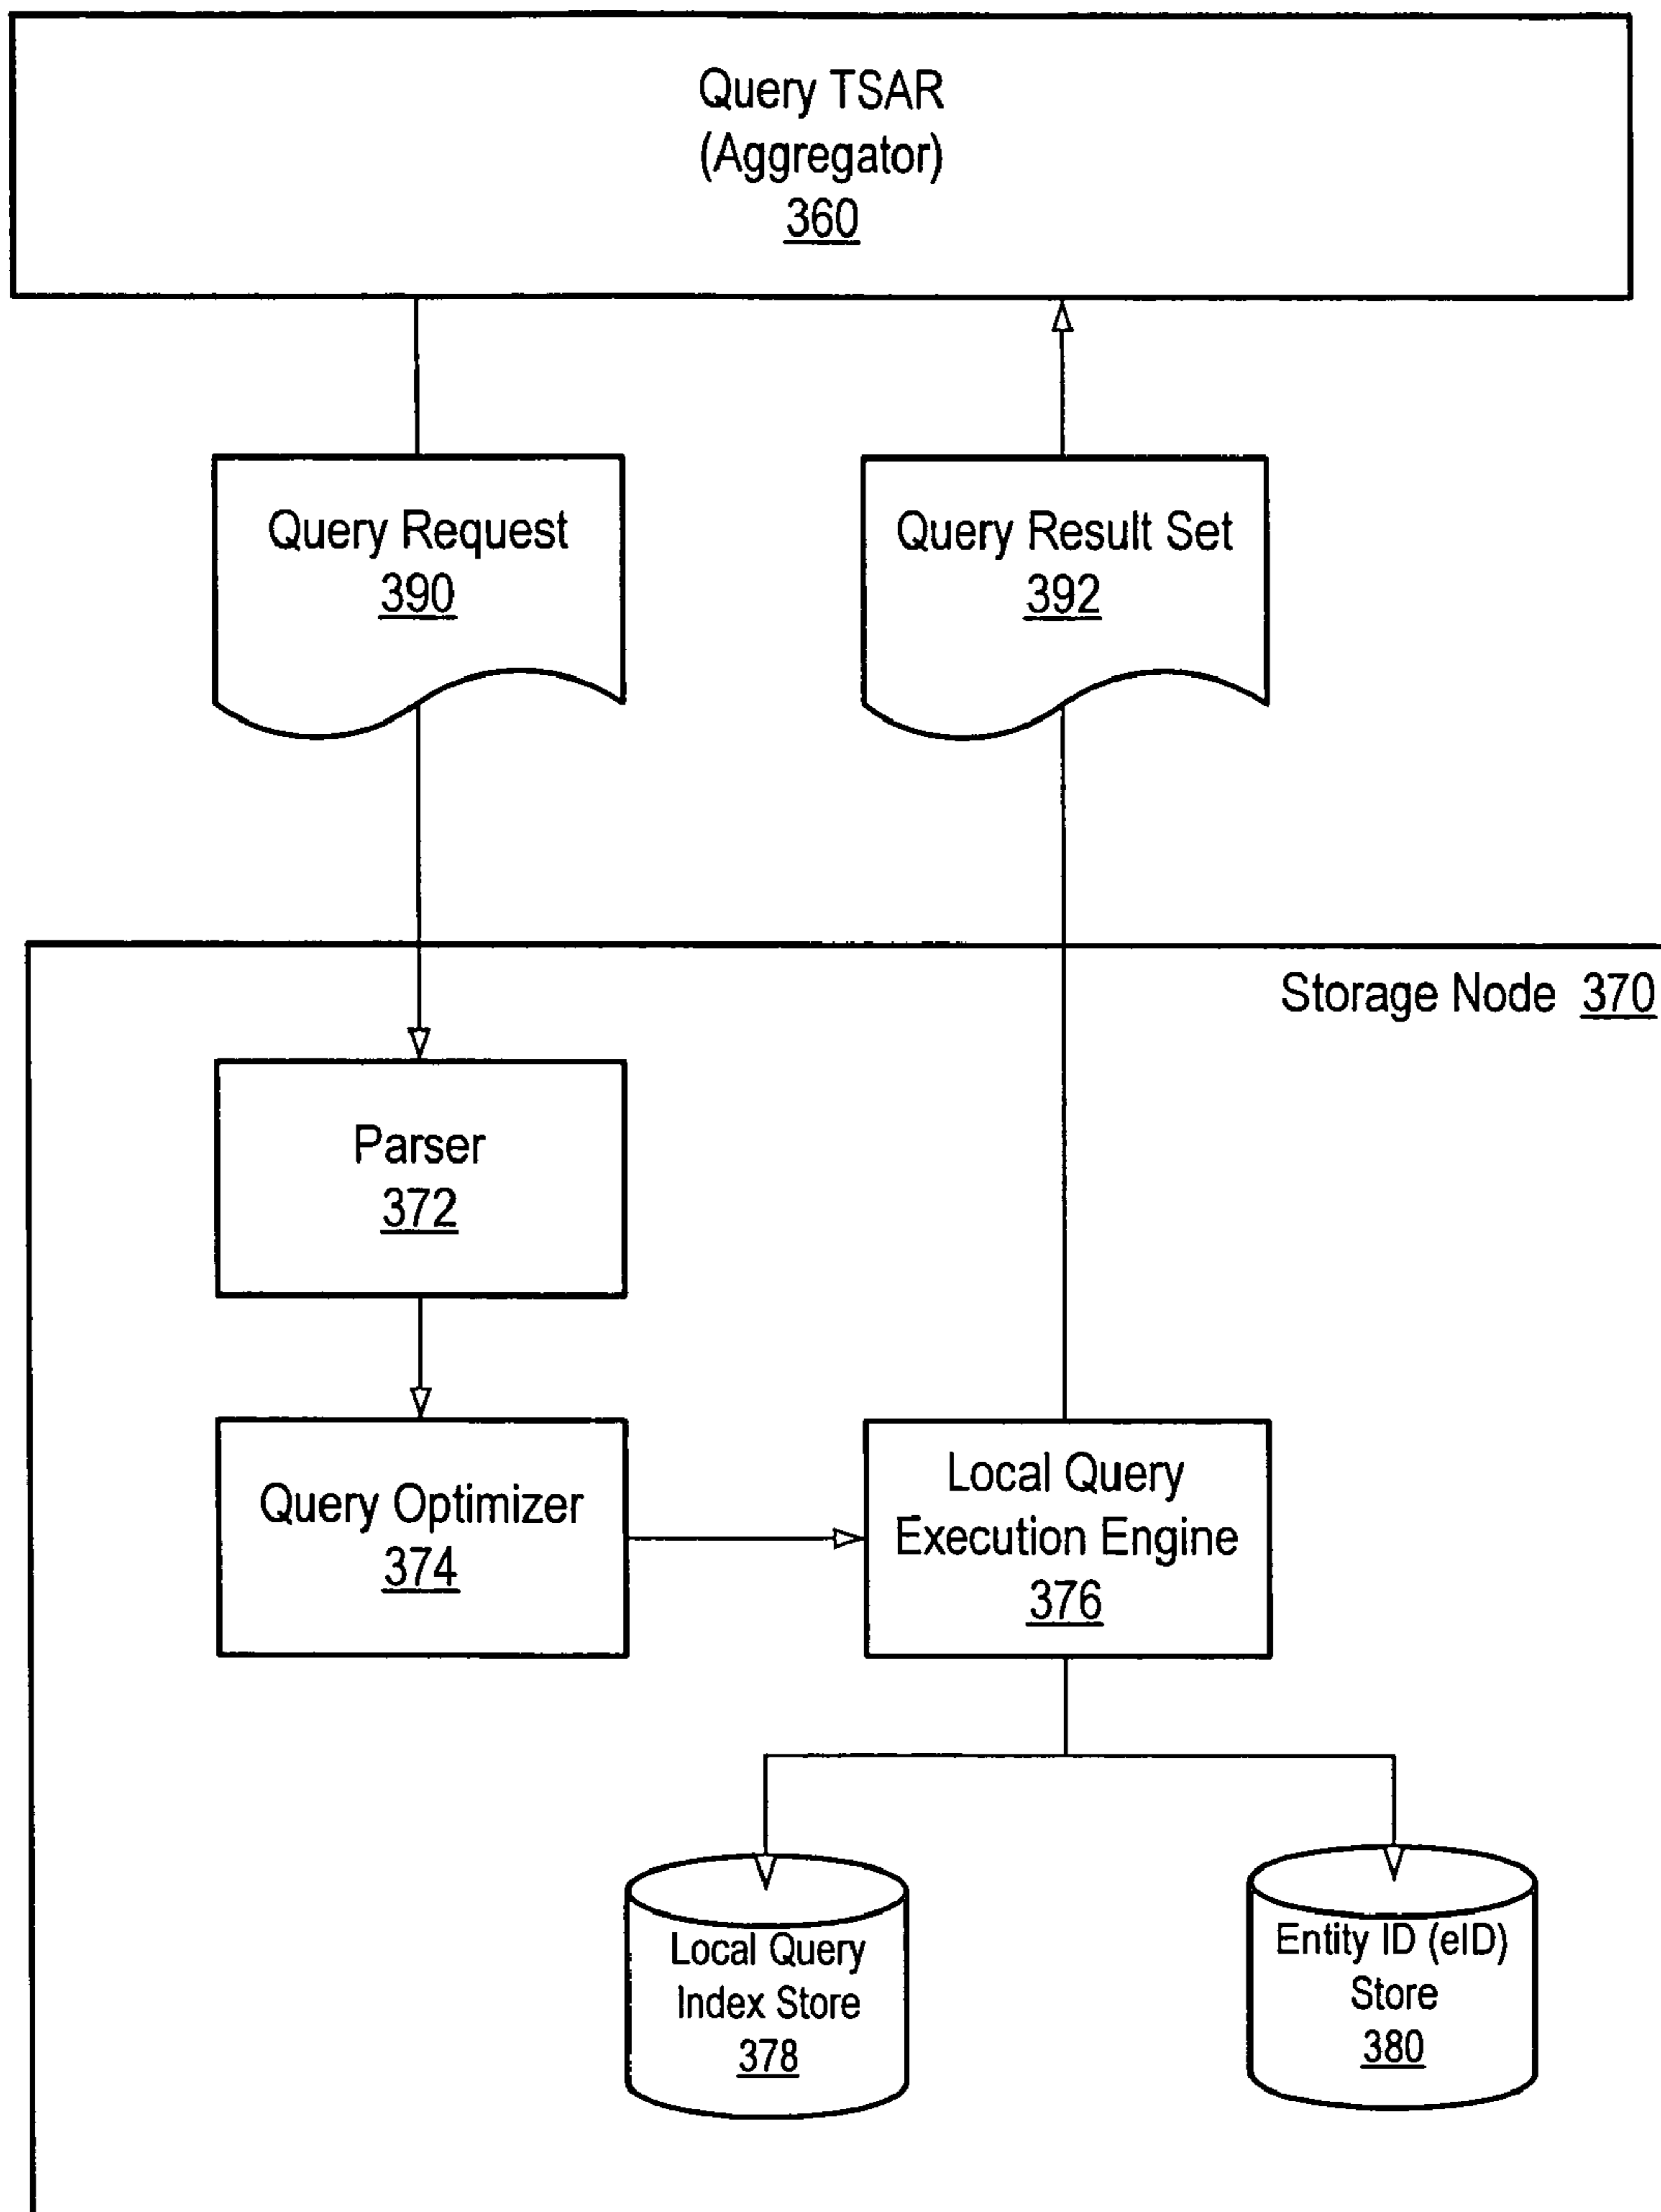 Query TSAR
(Aggregator)
360
Query Request
390
Query Result Set
392
Storage Node 370
Parser
372
Query Optimizer
374
Local Query
Execution Engine
376
Local Query
Index Store
378
Entity ID (eID)
Store
380